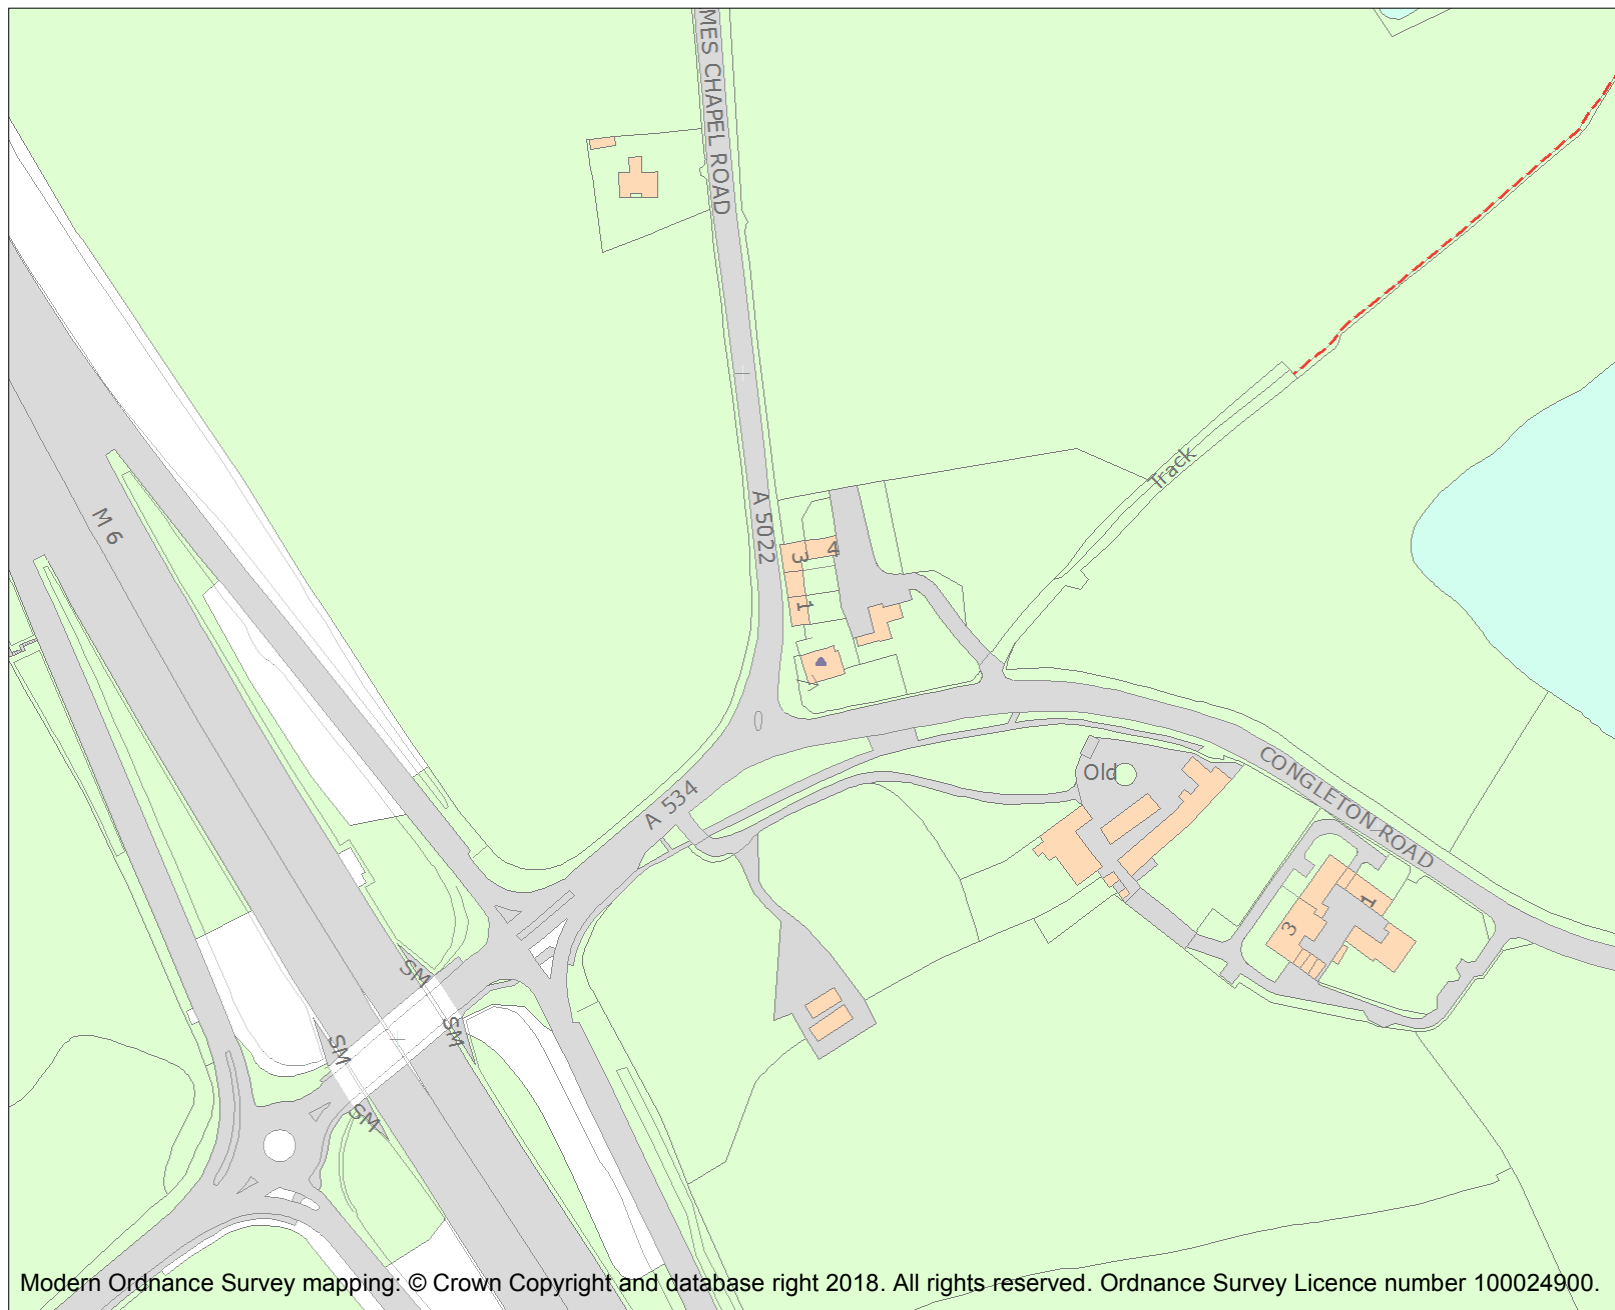 MES CHAPEL ROAD
M 6
A 5022
3
4
1
Track
A 534
Old
CONGLETON ROAD
1
3
SM
SM
SM
SM
Modern Ordnance Survey mapping: © Crown Copyright and database right 2018. All rights reserved. Ordnance Survey Licence number 100024900.